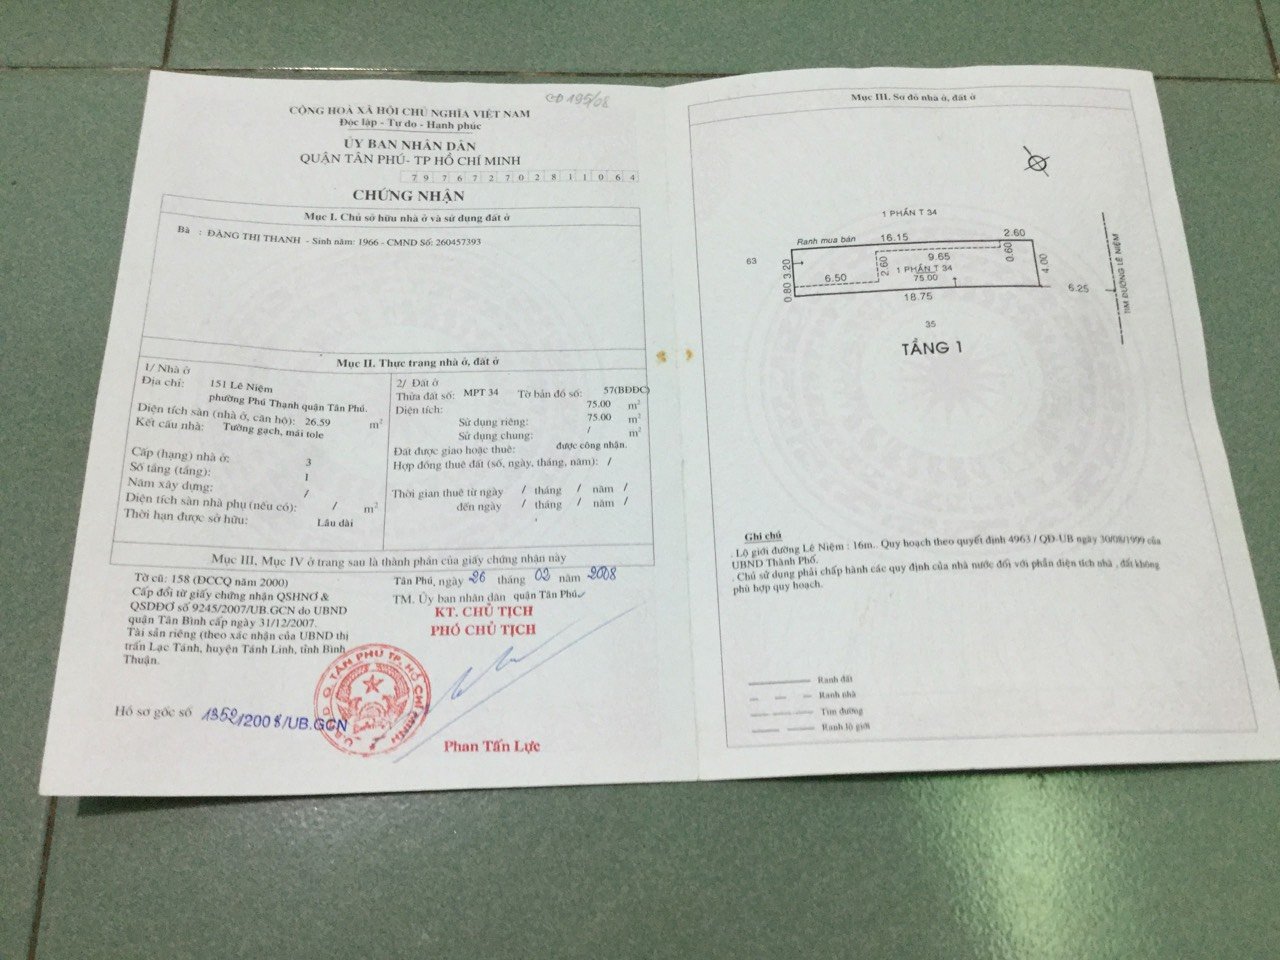 CĐ 195/08
CỘNG HOÀ XÃ HỘI CHỦ NGHĨA VIỆT NAM
Độc lập - Tự do - Hạnh phúc
ỦY BAN NHÂN DÂN
QUẬN TÂN PHÚ- TP HỒ CHÍ MINH
7 9 7 6 7 2 7 0 2 8 1 1 0 6 4
CHỨNG NHẬN
Mục I. Chủ sở hữu nhà ở và sử dụng đất ở
Bà : ĐẶNG THỊ THANH - Sinh năm: 1966 - CMND Số: 260457393
Mục II. Thực trạng nhà ở, đất ở
1/ Nhà ở
Địa chỉ: 151 Lê Niệm
phường Phú Thạnh quận Tân Phú.
Diện tích sàn (nhà ở, căn hộ): 26.59 m2
Kết cấu nhà: Tường gạch, mái tole
Cấp (hạng) nhà ở: 3
Số tầng (tầng): 1
Năm xây dựng: /
Diện tích sàn nhà phụ (nếu có): / m2
Thời hạn được sở hữu: Lâu dài
2/ Đất ở
Thửa đất số: MPT 34 Tờ bản đồ số: 57(BĐĐC)
Diện tích: 75.00 m2
Sử dụng riêng: 75.00 m2
Sử dụng chung: / m2
Đất được giao hoặc thuê: được công nhận.
Hợp đồng thuê đất (số, ngày, tháng, năm): /
Thời gian thuê từ ngày / tháng / năm /
đến ngày / tháng / năm /
Mục III. Mục IV ở trang sau là thành phần của giấy chứng nhận này
Tờ cũ: 158 (ĐCCQ năm 2000)
Cấp đổi từ giấy chứng nhận QSHNƠ &
QSDĐƠ số 9245/2007/UB.GCN do UBND
quận Tân Bình cấp ngày 31/12/2007.
Tài sản riêng (theo xác nhận của UBND thị
trấn Lạc Tánh, huyện Tánh Linh, tỉnh Bình
Thuận.
Hồ sơ gốc số 1352/2008/UB.GCN
Tân Phú, ngày 26 tháng 02 năm 2008
TM. Ủy ban nhân dân quận Tân Phú
KT. CHỦ TỊCH
PHÓ CHỦ TỊCH
U.B.N.D Q. TÂN PHÚ T.P. HỒ CHÍ MINH
Phan Tấn Lực
Mục III. Sơ đồ nhà ở, đất ở
1 PHẦN T 34
Ranh mua bán
16.15
2.60
63
0.80
3.20
6.50
2.60
9.65
0.60
4.00
1 PHẦN T 34
75.00
18.75
6.25
TIM ĐƯỜNG LÊ NIỆM
35
TẦNG 1
Ghi chú
. Lộ giới đường Lê Niệm : 16m.. Quy hoạch theo quyết định 4963 / QĐ-UB ngày 30/08/1999 của
UBND Thành Phố.
. Chủ sử dụng phải chấp hành các quy định của nhà nước đối với phần diện tích nhà , đất không
phù hợp quy hoạch.
Ranh đất
Ranh nhà
Tim đường
Ranh lộ giới